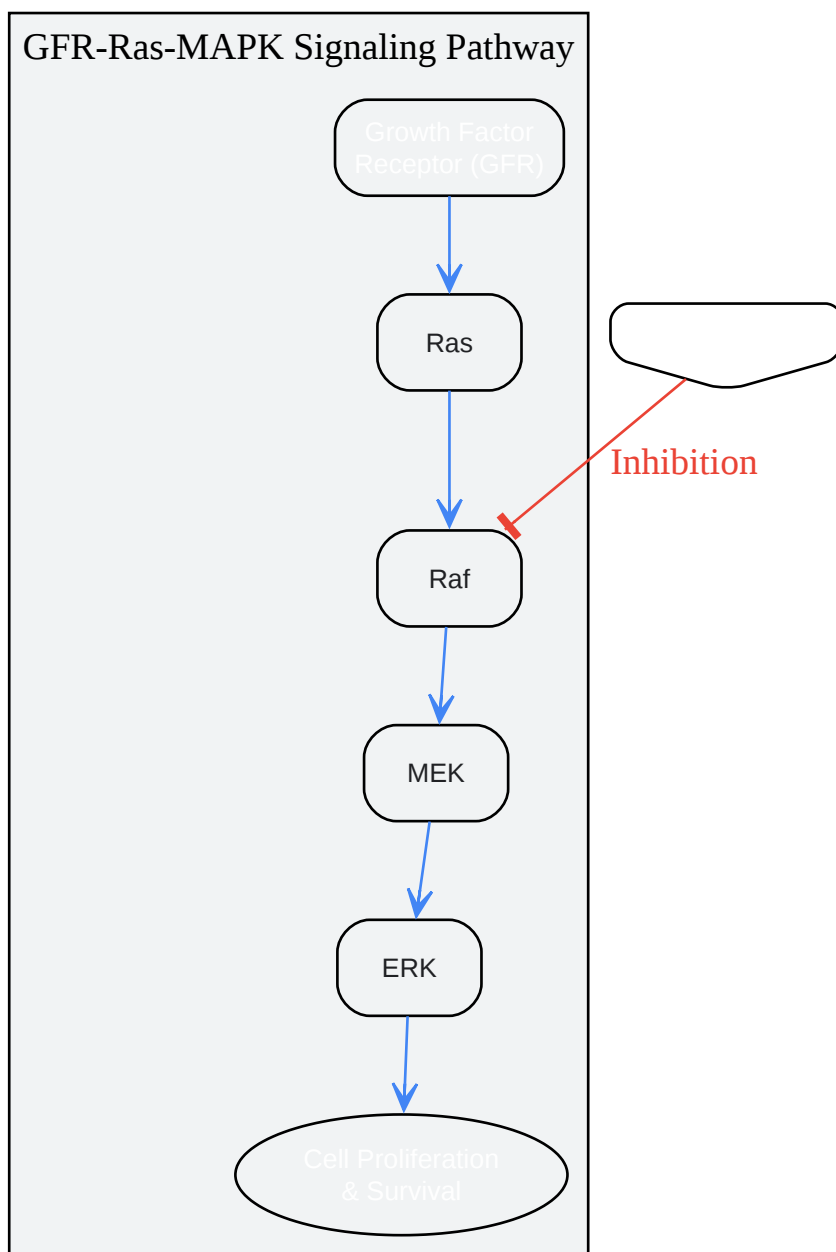 GFR-Ras-MAPK Signaling Pathway
Growth Factor
Receptor (GFR)
Ras
Inhibition
Raf
MEK
ERK
Cell Proliferation
& Survival